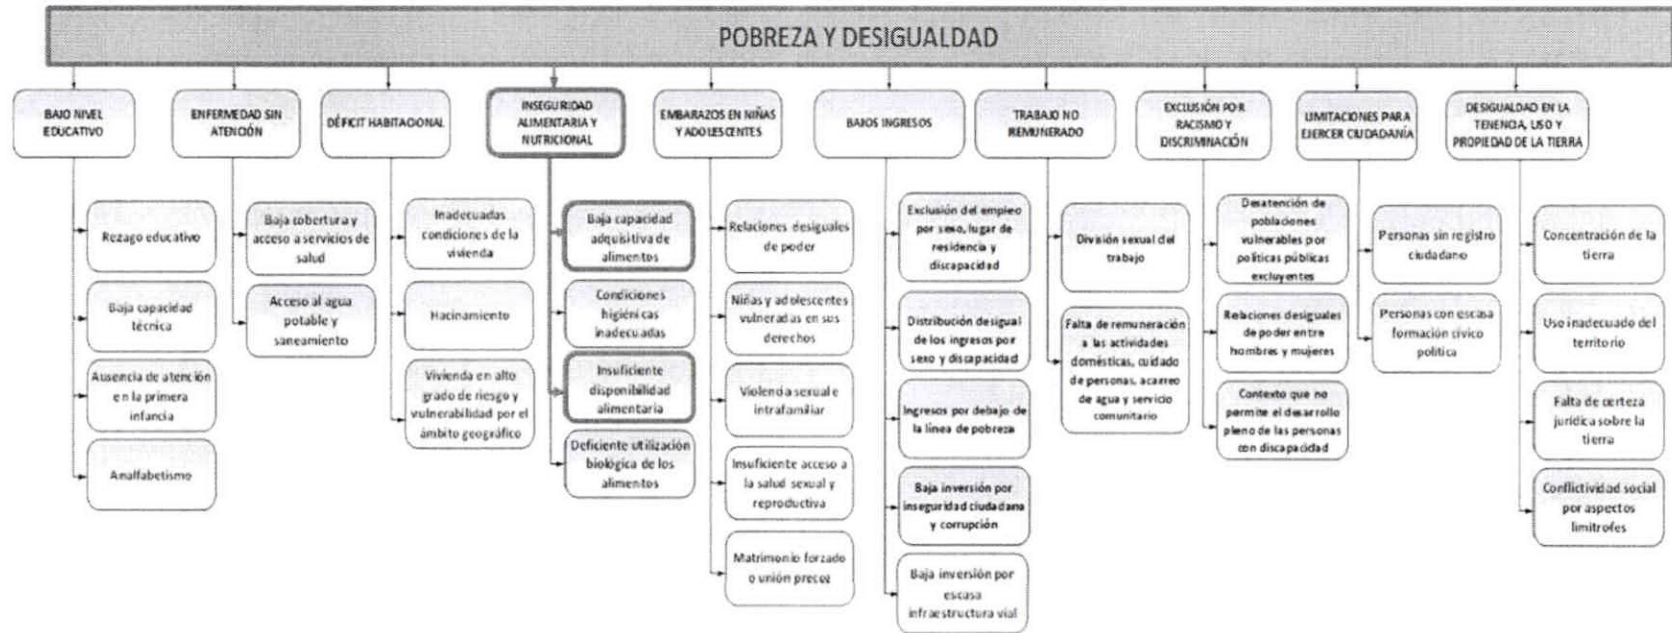 POBREZA Y DESIGUALDAD
BAJO NIVEL
EDUCATIVO
ENFERMEDAD SIN
ATENCIÓN
DÉFICIT HABITACIONAL
INSEGURIDAD
ALIMENTARIA Y
NUTRICIONAL
EMBARAZOS EN NIÑAS
Y ADOLESCENTES
BAJOS INGRESOS
TRABAJO NO
REMUNERADO
EXCLUSIÓN POR
RACISMO Y
DISCRIMINACIÓN
LIMITACIONES PARA
EJERCER CIUDADANÍA
DESIGUALDAD EN LA
TENENCIA, USO Y
PROPIEDAD DE LA TIERRA
Rezago educativo
Baja capacidad
técnica
Ausencia de atención
en la primera
infancia
Analfabetismo
Baja cobertura y
acceso a servicios de
salud
Acceso al agua
potable y
saneamiento
Inadecuadas
condiciones de la
vivienda
Hacinamiento
Vivienda en alto
grado de riesgo y
vulnerabilidad por el
ámbito geográfico
Baja capacidad
adquisitiva de
alimentos
Condiciones
higiénicas
inadecuadas
Insuficiente
disponibilidad
alimentaria
Deficiente utilización
biológica de los
alimentos
Relaciones desiguales
de poder
Niñas y adolescentes
vulneradas en sus
derechos
Violencia sexual e
intrafamiliar
Insuficiente acceso a
la salud sexual y
reproductiva
Matrimonio forzado
o unión precoz
Exclusión del empleo
por sexo, lugar de
residencia y
discapacidad
Distribución desigual
de los ingresos por
sexo y discapacidad
Ingresos por debajo de
la línea de pobreza
Baja inversión por
inseguridad ciudadana
y corrupción
Baja inversión por
escasa
infraestructura vial
División sexual del
trabajo
Falta de remuneración
a las actividades
domésticas, cuidado
de personas, acarreo
de agua y servicio
comunitario
Desatención de
poblaciones
vulnerables por
políticas públicas
excluyentes
Relaciones desiguales
de poder entre
hombres y mujeres
Contexto que no
permite el desarrollo
pleno de las personas
con discapacidad
Personas sin registro
ciudadano
Personas con escasa
formación cívico
política
Concentración de la
tierra
Uso inadecuado del
territorio
Falta de certeza
jurídica sobre la
tierra
Conflictividad social
por aspectos
limítrofes